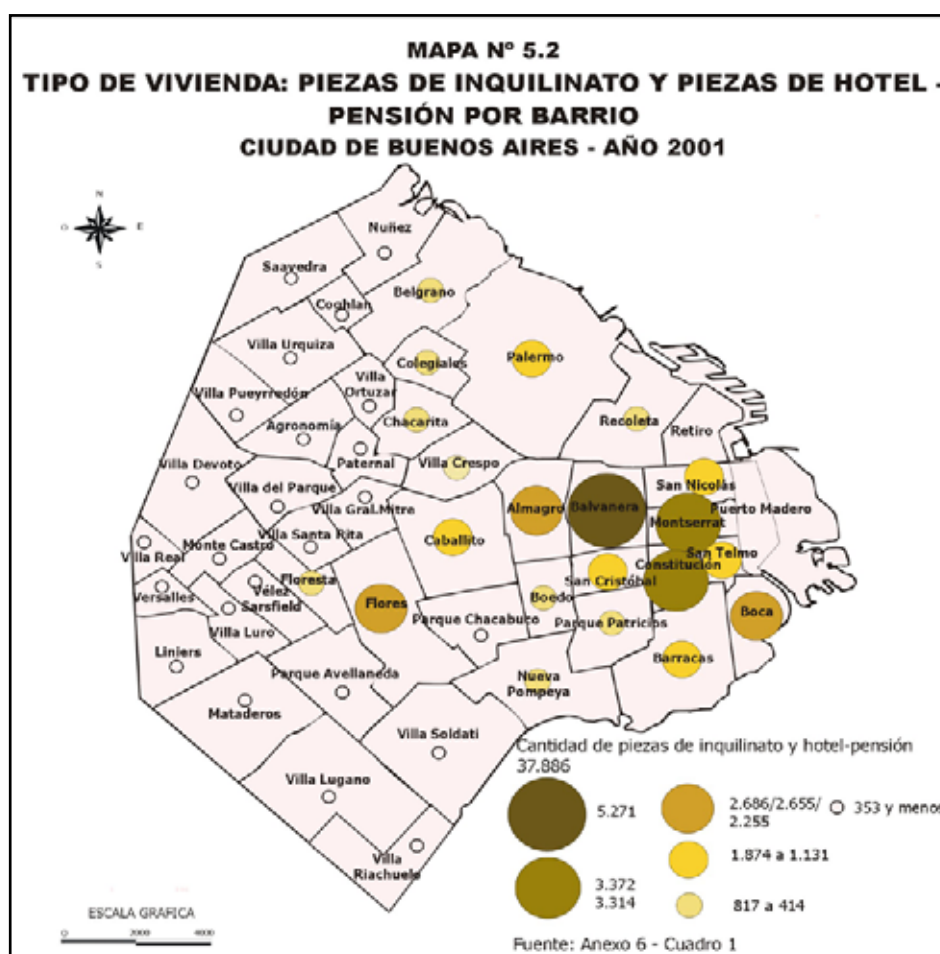 MAPA Nº 5.2
TIPO DE VIVIENDA: PIEZAS DE INQUILINATO Y PIEZAS DE HOTEL -
PENSIÓN POR BARRIO
CIUDAD DE BUENOS AIRES - AÑO 2001
N
O E
S
Nuñez
Saavedra
Belgrano
Coghlan
Villa Urquiza
Palermo
Colegiales
Villa
Ortuzar
Villa Pueyrredón
Chacarita
Recoleta
Agronomía
Retiro
Villa Devoto
Paternal
Villa Crespo
San Nicolás
Villa del Parque
Almagro
Balvanera
Puerto Madero
Villa Gral.Mitre
Montserrat
Villa Santa Rita
Caballito
Monte Castro
Villa Real
San Telmo
Constitución
Floresta
San Cristóbal
Versalles
Vélez
Sarsfield
Flores
Boedo
Boca
Parque Chacabuco
Parque Patricios
Villa Luro
Liniers
Barracas
Parque Avellaneda
Nueva
Pompeya
Mataderos
Villa Soldati
Villa Lugano
Villa
Riachuelo
Cantidad de piezas de inquilinato y hotel-pensión
37.886
5.271
2.686/2.655/
2.255
353 y menos
1.874 a 1.131
3.372
3.314
817 a 414
ESCALA GRAFICA
0 2000 4000
Fuente: Anexo 6 - Cuadro 1